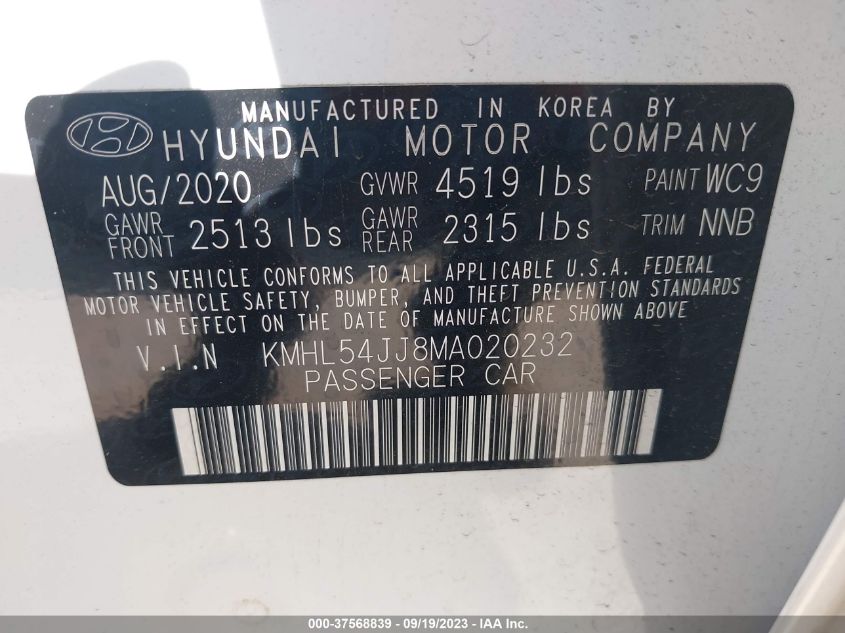 MANUFACTURED IN KOREA BY
HYUNDAI MOTOR COMPANY
AUG/2020 GVWR 4519 lbs PAINT WC9
GAWR FRONT 2513 lbs GAWR REAR 2315 lbs TRIM NNB
THIS VEHICLE CONFORMS TO ALL APPLICABLE U.S.A. FEDERAL
MOTOR VEHICLE SAFETY, BUMPER, AND THEFT PREVENTION STANDARDS
IN EFFECT ON THE DATE OF MANUFACTURE SHOWN ABOVE
V.I.N KMHL54JJ8MA020232
PASSENGER CAR
000-37568839 - 09/19/2023 - IAA Inc.